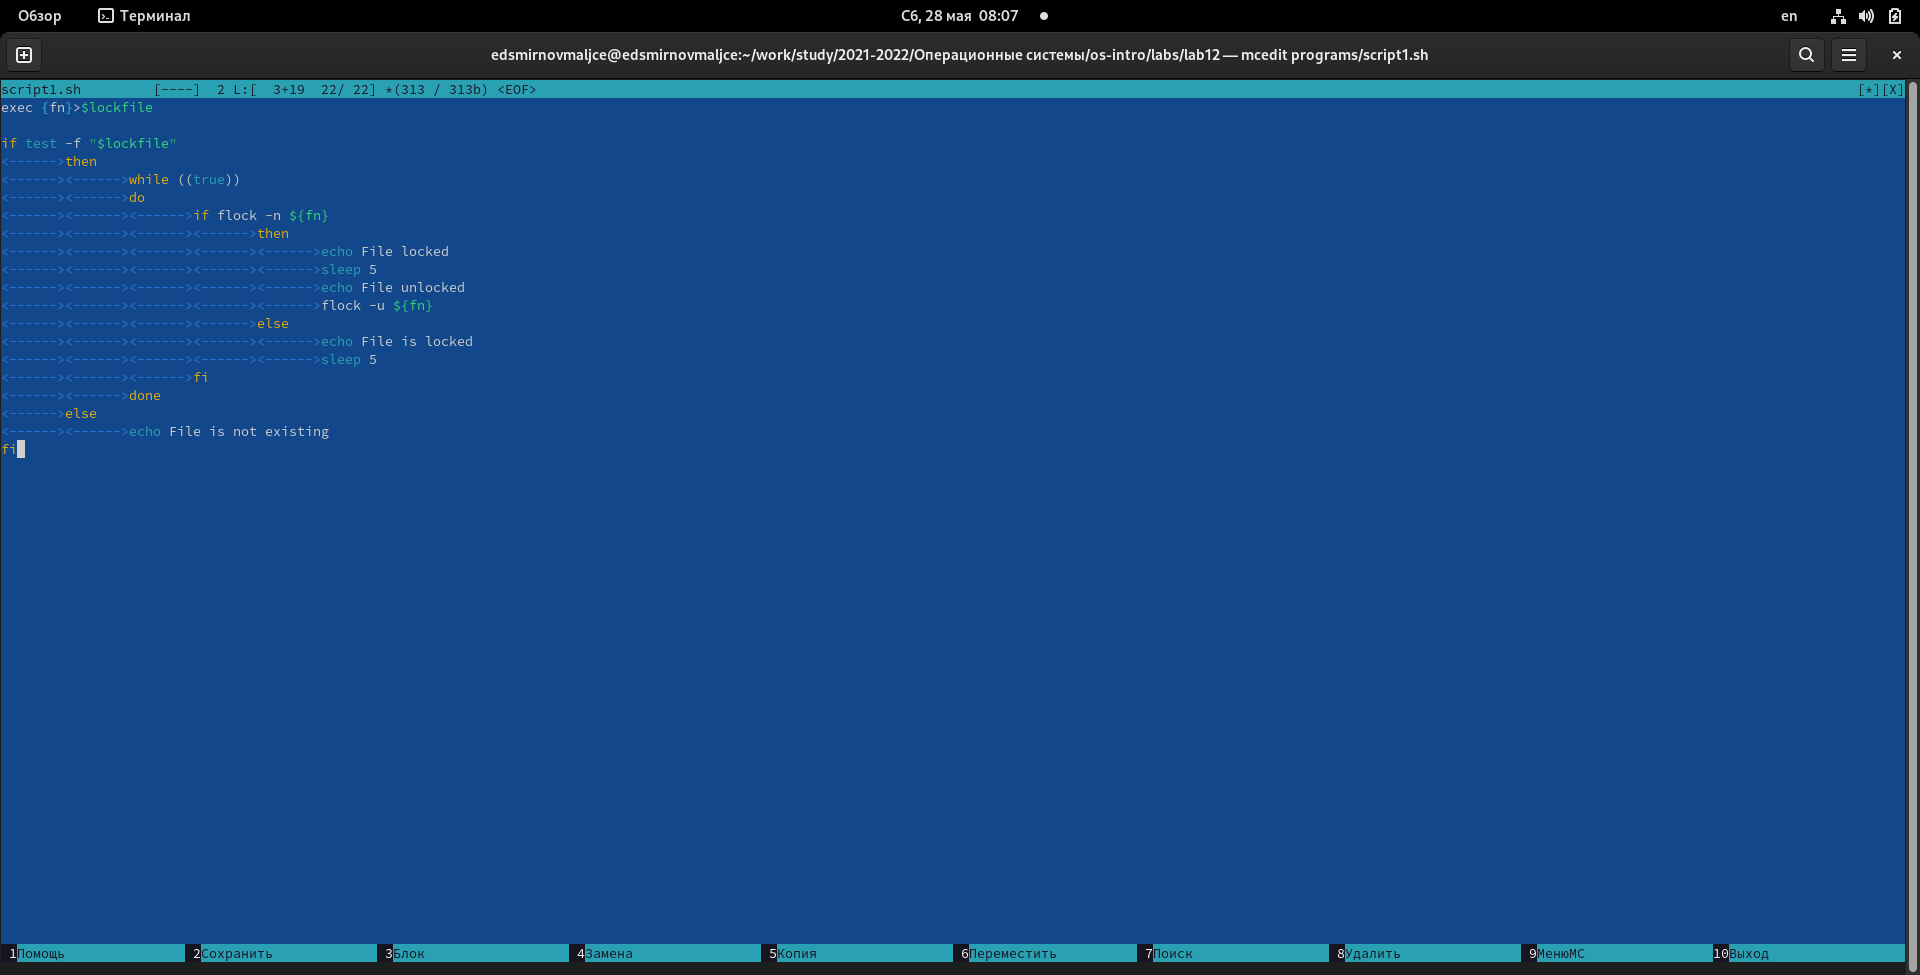 Обзор Терминал Сб, 28 мая 08:07 en
edsmirnovmaljce@edsmirnovmaljce:~/work/study/2021-2022/Операционные системы/os-intro/labs/lab12 — mcedit programs/script1.sh
script1.sh [----] 2 L:[ 3+19 22/ 22] *(313 / 313b) <EOF> [*][X]
exec {fn}>$lockfile
if test -f "$lockfile"
<------>then
<------><------>while ((true))
<------><------>do
<------><------><------>if flock -n ${fn}
<------><------><------><------>then
<------><------><------><------><------>echo File locked
<------><------><------><------><------>sleep 5
<------><------><------><------><------>echo File unlocked
<------><------><------><------><------>flock -u ${fn}
<------><------><------><------>else
<------><------><------><------><------>echo File is locked
<------><------><------><------><------>sleep 5
<------><------><------>fi
<------><------>done
<------>else
<------><------>echo File is not existing
fi
1Помощь 2Сохранить 3Блок 4Замена 5Копия 6Переместить 7Поиск 8Удалить 9МенюMC 10Выход